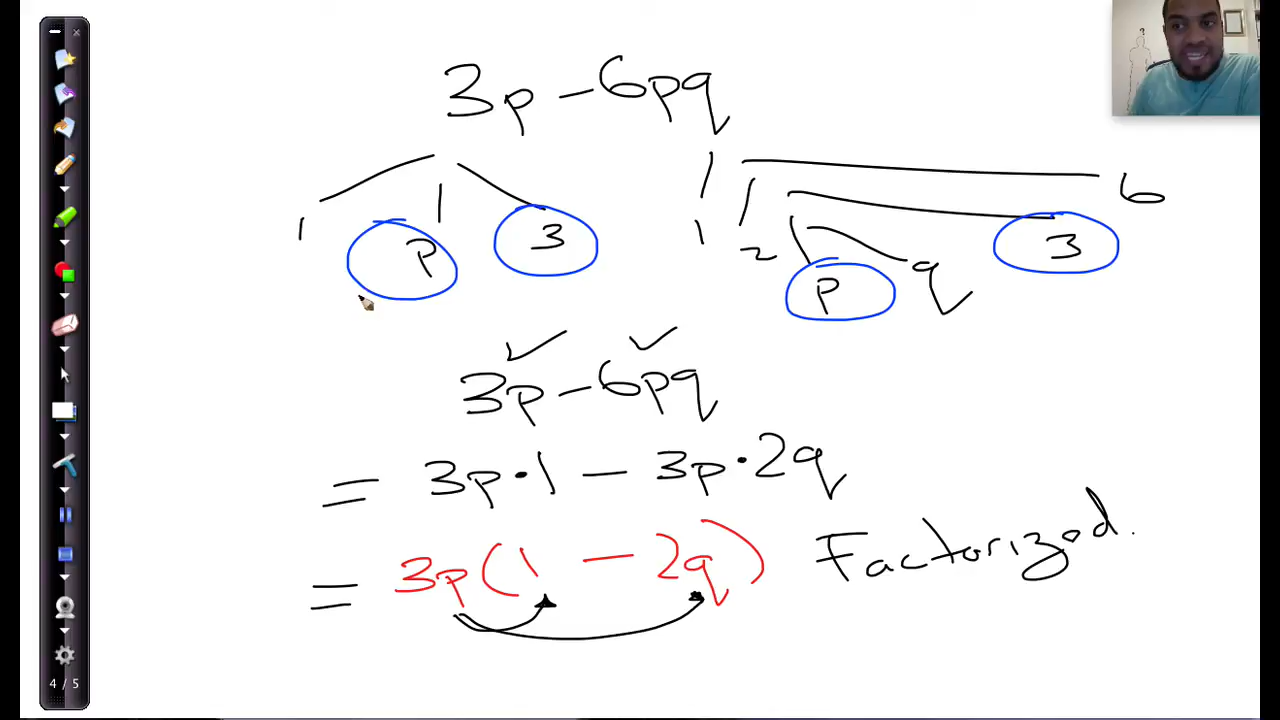 3p - 6pq
1 p 3 1 2 p q 3 6
3p - 6pq
= 3p·1 - 3p·2q
= 3p(1 - 2q) Factorized.
4 / 5